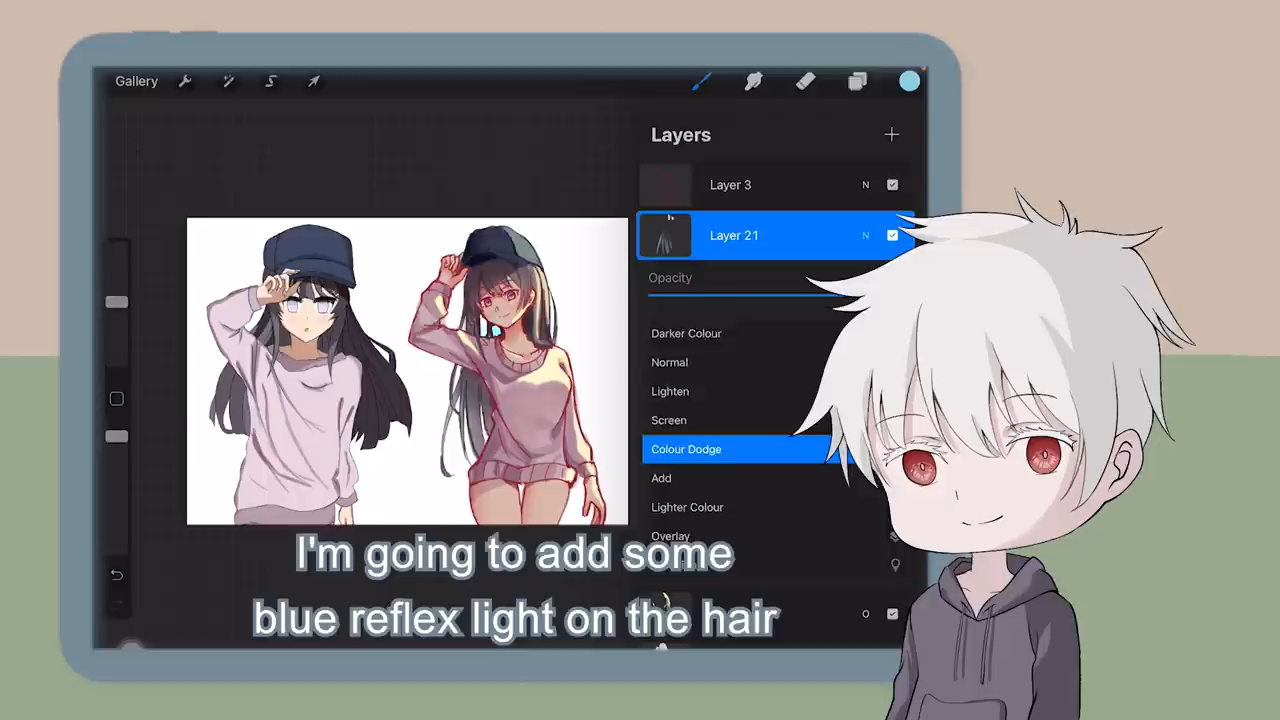 Gallery
Layers
Layer 3 N
Layer 21 N
Opacity
Darker Colour
Normal
Lighten
Screen
Colour Dodge
Add
Lighter Colour
Overlay
O
I'm going to add some
blue reflex light on the hair